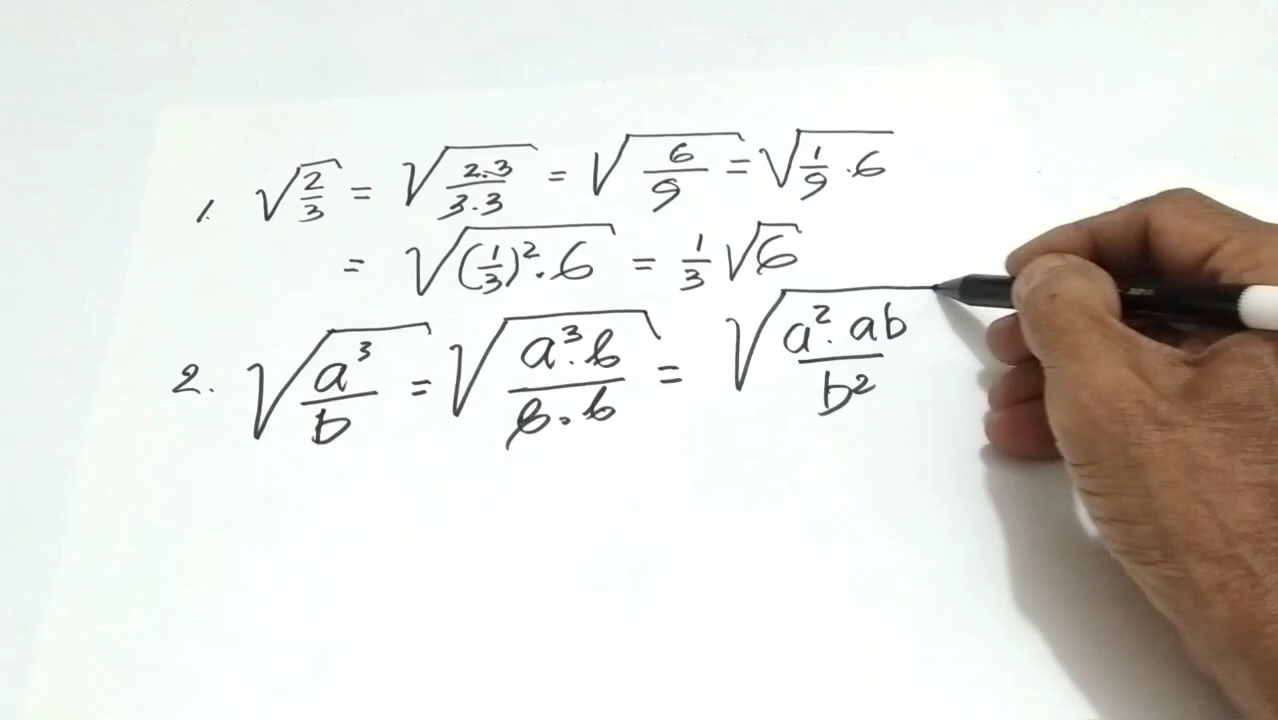 1. √(2/3) = √((2.3)/(3.3)) = √(6/9) = √(1/9 .6)
= √((1/3)².6) = 1/3 √6
2. √(a³/b) = √((a³.b)/(b.b)) = √((a².ab)/b²)